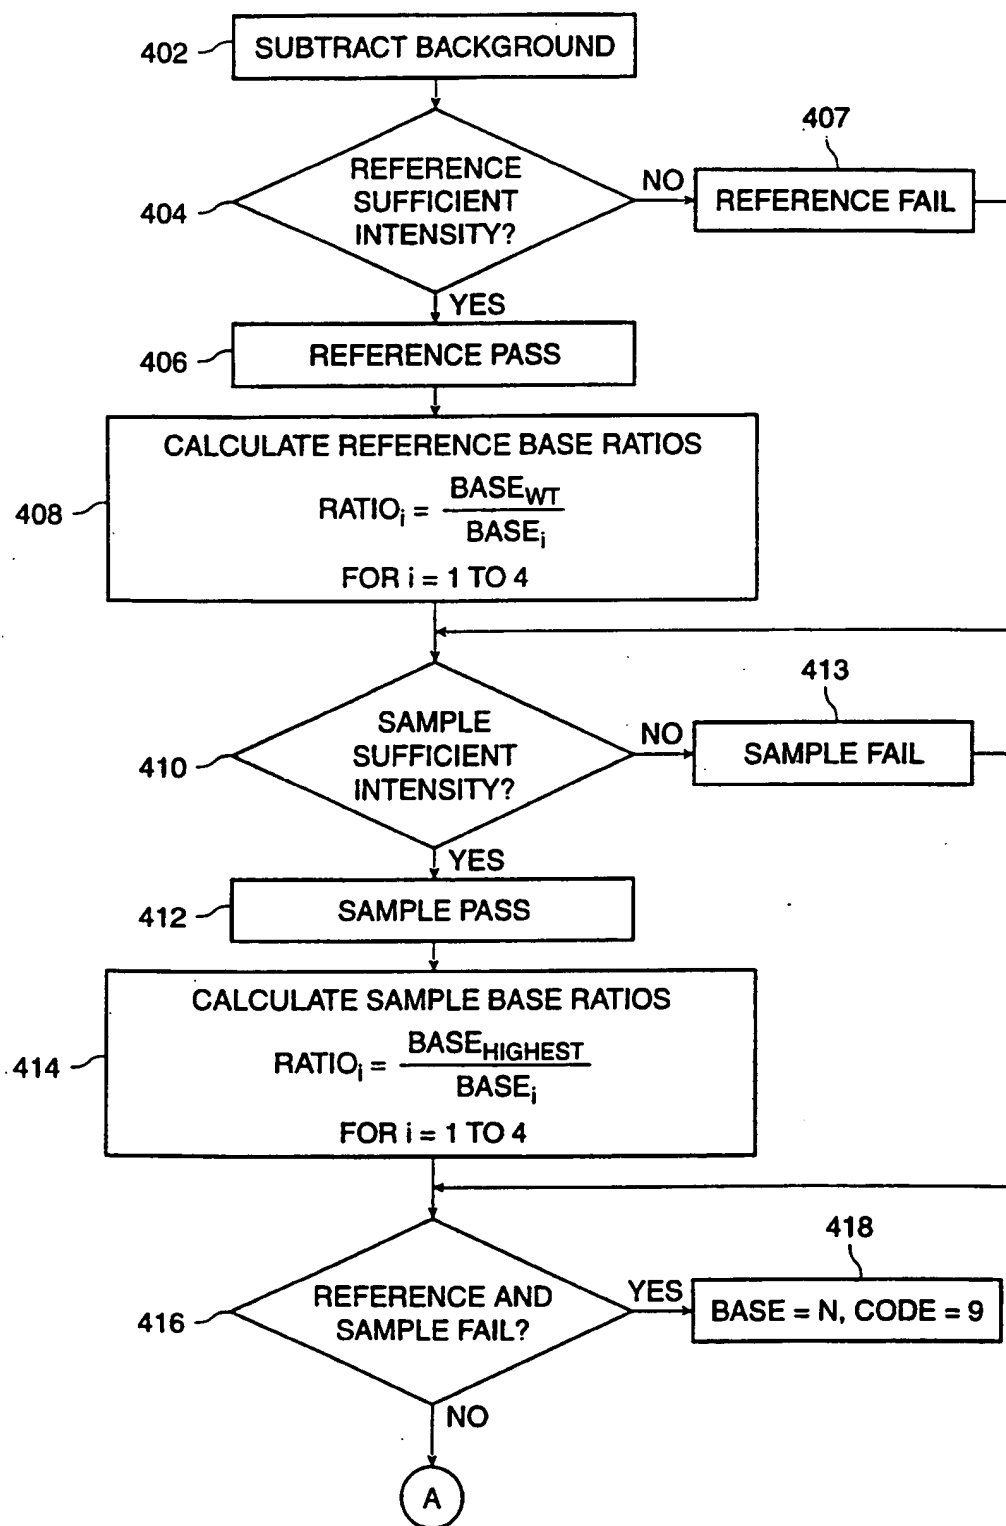 402
SUBTRACT BACKGROUND
404
REFERENCE
SUFFICIENT
INTENSITY?
NO
407
REFERENCE FAIL
YES
406
REFERENCE PASS
408
CALCULATE REFERENCE BASE RATIOS
RATIOi = BASEWT
BASEi
FOR i = 1 TO 4
410
SAMPLE
SUFFICIENT
INTENSITY?
NO
413
SAMPLE FAIL
YES
412
SAMPLE PASS
414
CALCULATE SAMPLE BASE RATIOS
RATIOi = BASEHIGHEST
BASEi
FOR i = 1 TO 4
416
REFERENCE AND
SAMPLE FAIL?
YES
418
BASE = N, CODE = 9
NO
A